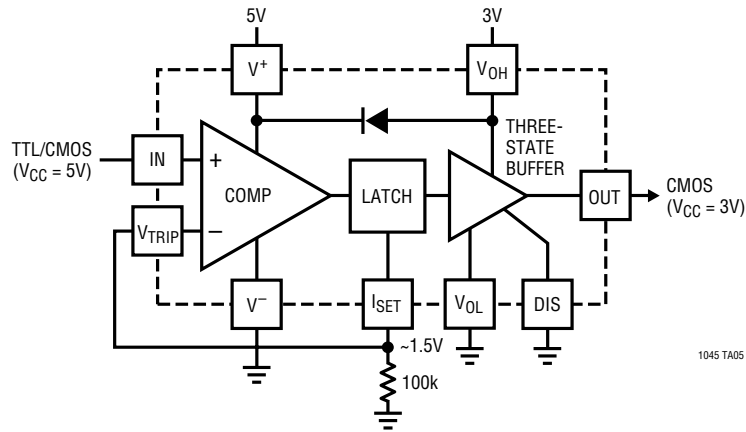 5V
3V
V+
VOH
TTL/CMOS
(VCC = 5V)
IN
+
COMP
LATCH
THREE-
STATE
BUFFER
OUT
CMOS
(VCC = 3V)
VTRIP
−
V−
ISET
VOL
DIS
~1.5V
100k
1045 TA05